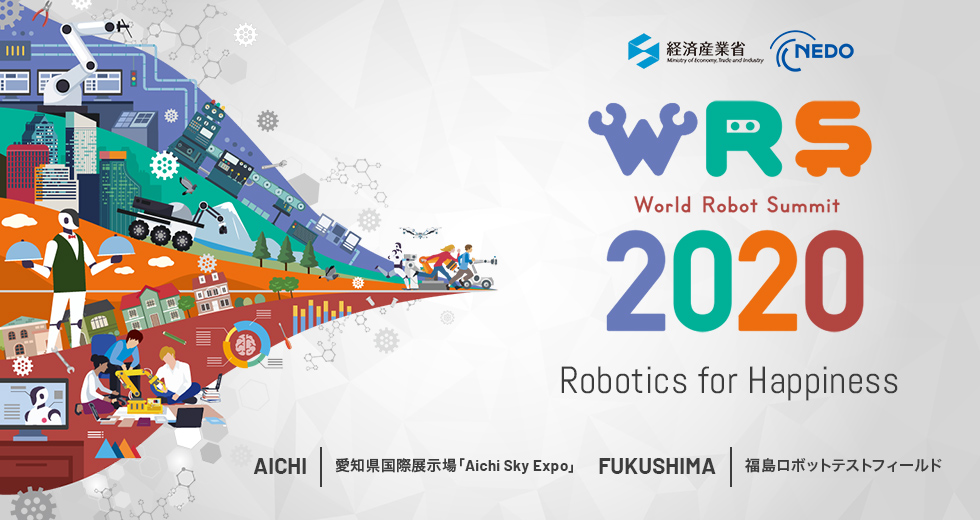 経済産業省
Ministry of Economy, Trade and Industry
NEDO
WRS
World Robot Summit
2020
Robotics for Happiness
AICHI | 愛知県国際展示場「Aichi Sky Expo」 FUKUSHIMA | 福島ロボットテストフィールド